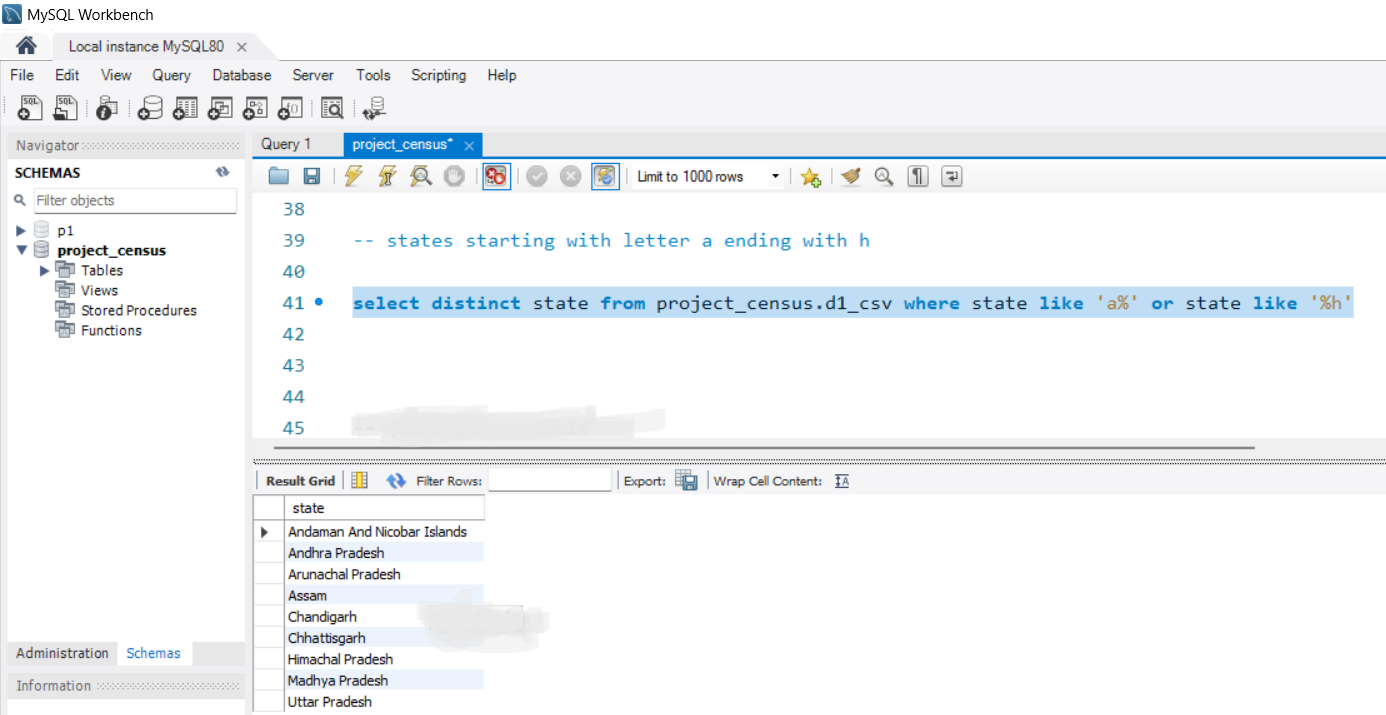 MySQL Workbench
Local instance MySQL80
File Edit View Query Database Server Tools Scripting Help
Navigator
SCHEMAS
Filter objects
p1
project_census
Tables
Views
Stored Procedures
Functions
Administration Schemas
Information
Query 1 project_census*
Limit to 1000 rows
38
39 -- states starting with letter a ending with h
40
41 select distinct state from project_census.d1_csv where state like 'a%' or state like '%h'
42
43
44
45
Result Grid Filter Rows: Export: Wrap Cell Content:
state
Andaman And Nicobar Islands
Andhra Pradesh
Arunachal Pradesh
Assam
Chandigarh
Chhattisgarh
Himachal Pradesh
Madhya Pradesh
Uttar Pradesh